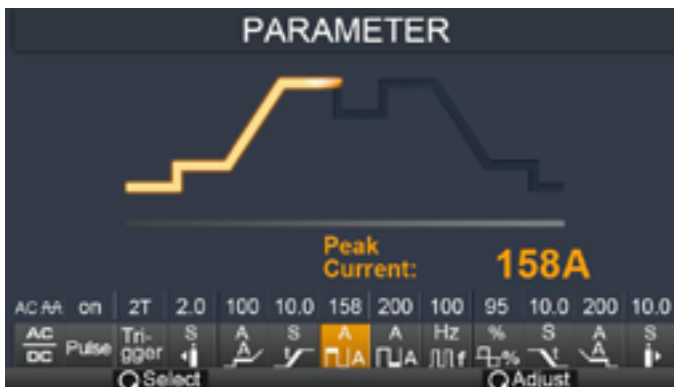 PARAMETER
Peak
Current: 158A
AC on 2T 2.0 100 10.0 158 200 100 95 10.0 200 10.0
AC
DC Pulse Tri-
gger S A S A A Hz % S A S
A A f %
Select Adjust